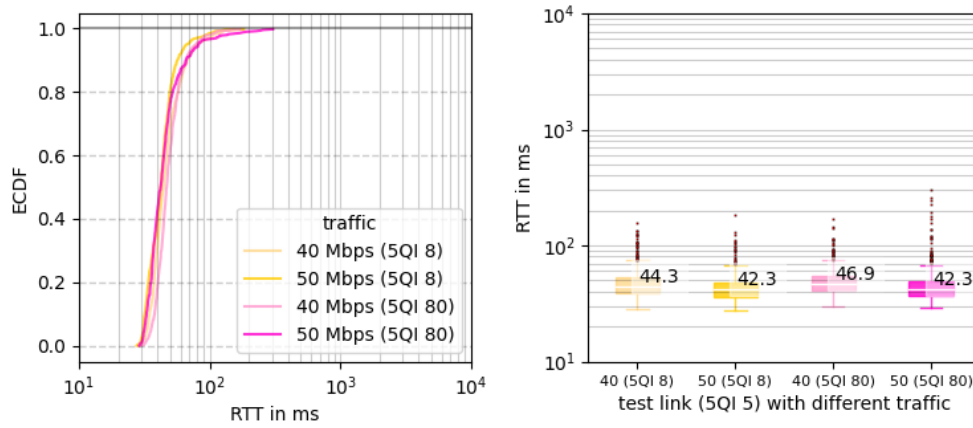 1.0
0.8
0.6
0.4
0.2
0.0
ECDF
10^1
10^2
10^3
10^4
RTT in ms
traffic
40 Mbps (5QI 8)
50 Mbps (5QI 8)
40 Mbps (5QI 80)
50 Mbps (5QI 80)
10^4
10^3
10^2
10^1
RTT in ms
44.3
42.3
46.9
42.3
40 (5QI 8)
50 (5QI 8)
40 (5QI 80)
50 (5QI 80)
test link (5QI 5) with different traffic